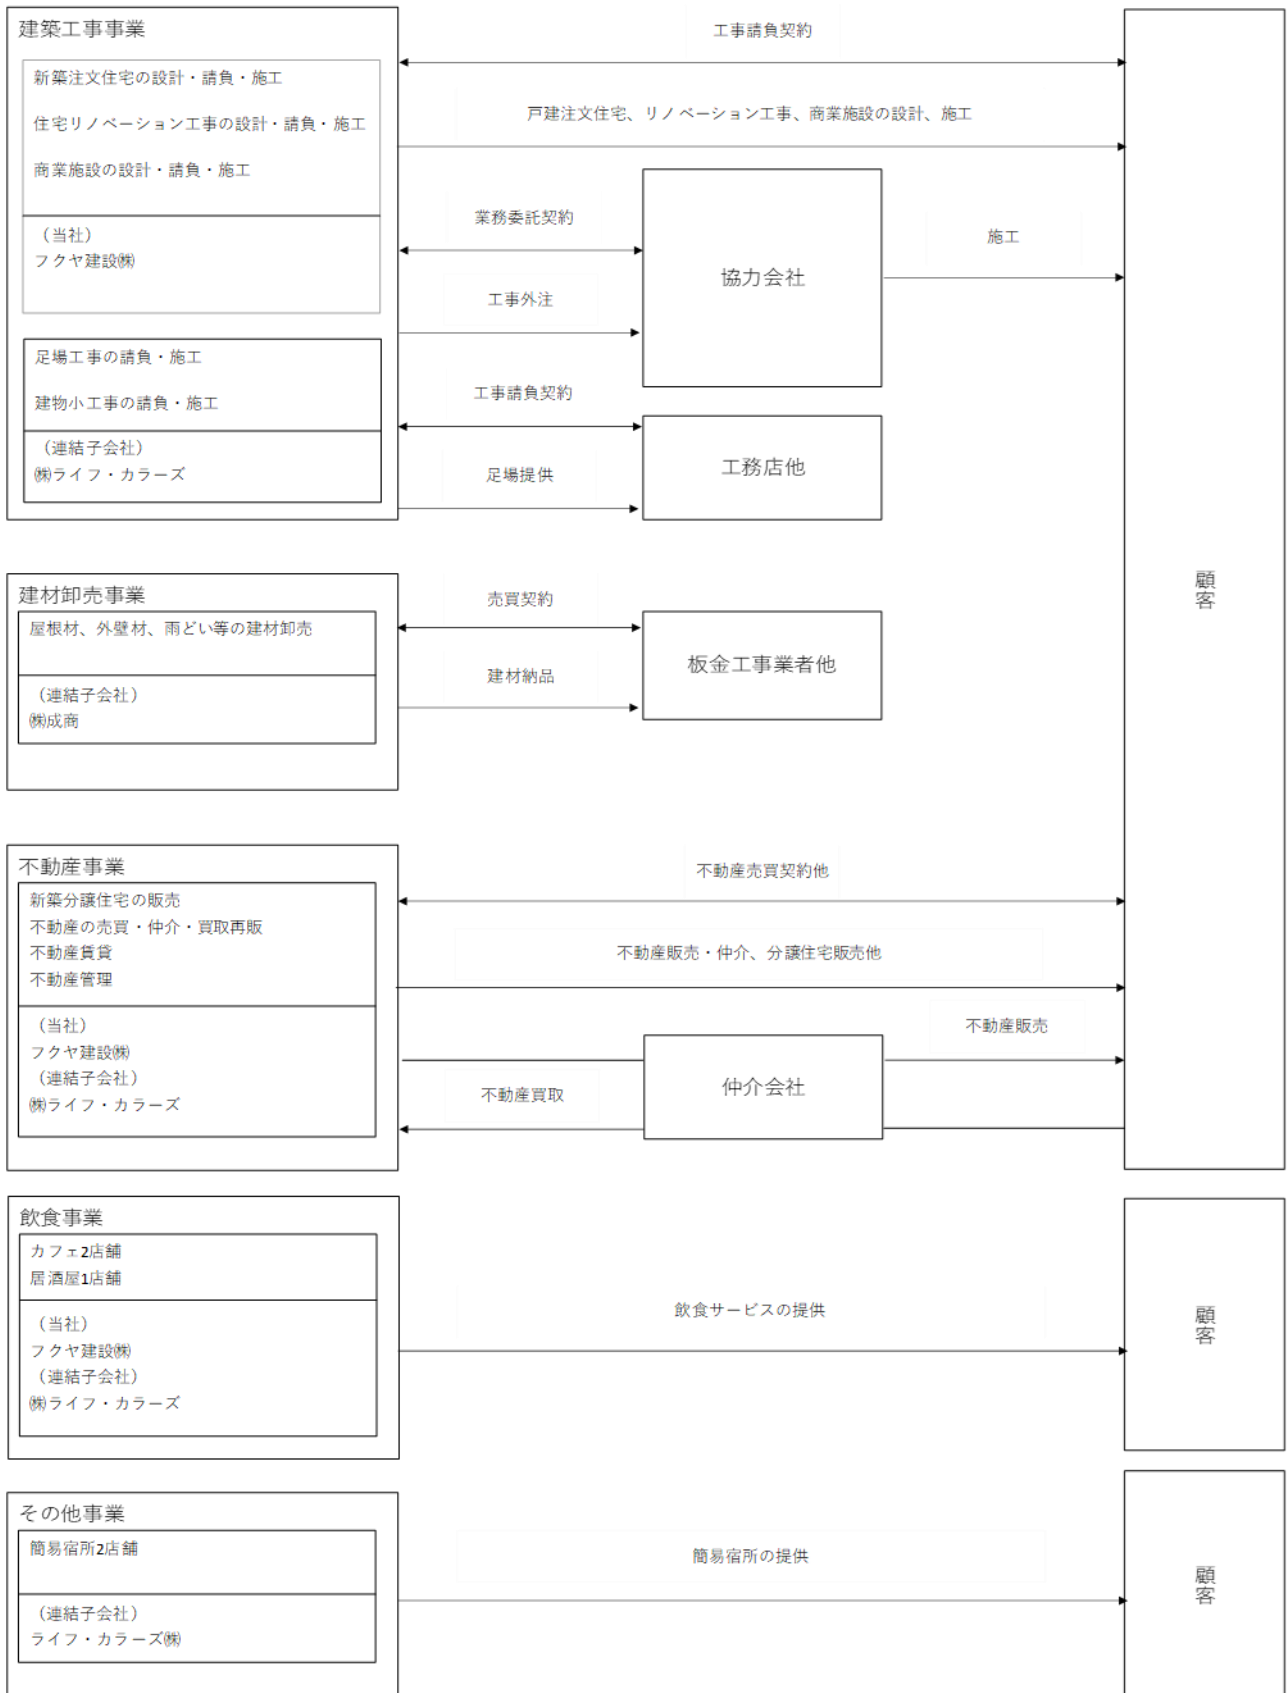 建築工事事業
新築注文住宅の設計・請負・施工
住宅リノベーション工事の設計・請負・施工
商業施設の設計・請負・施工
（当社）
フクヤ建設㈱
足場工事の請負・施工
建物小工事の請負・施工
（連結子会社）
㈱ライフ・カラーズ
工事請負契約
戸建注文住宅、リノベーション工事、商業施設の設計、施工
業務委託契約
工事外注
協力会社
施工
工事請負契約
足場提供
工務店他
顧客
建材卸売事業
屋根材、外壁材、雨どい等の建材卸売
（連結子会社）
㈱成商
売買契約
建材納品
板金工事業者他
不動産事業
新築分譲住宅の販売
不動産の売買・仲介・買取再販
不動産賃貸
不動産管理
（当社）
フクヤ建設㈱
（連結子会社）
㈱ライフ・カラーズ
不動産売買契約他
不動産販売・仲介、分譲住宅販売他
不動産買取
仲介会社
不動産販売
飲食事業
カフェ2店舗
居酒屋1店舗
（当社）
フクヤ建設㈱
（連結子会社）
㈱ライフ・カラーズ
飲食サービスの提供
顧客
その他事業
簡易宿所2店舗
（連結子会社）
ライフ・カラーズ㈱
簡易宿所の提供
顧客